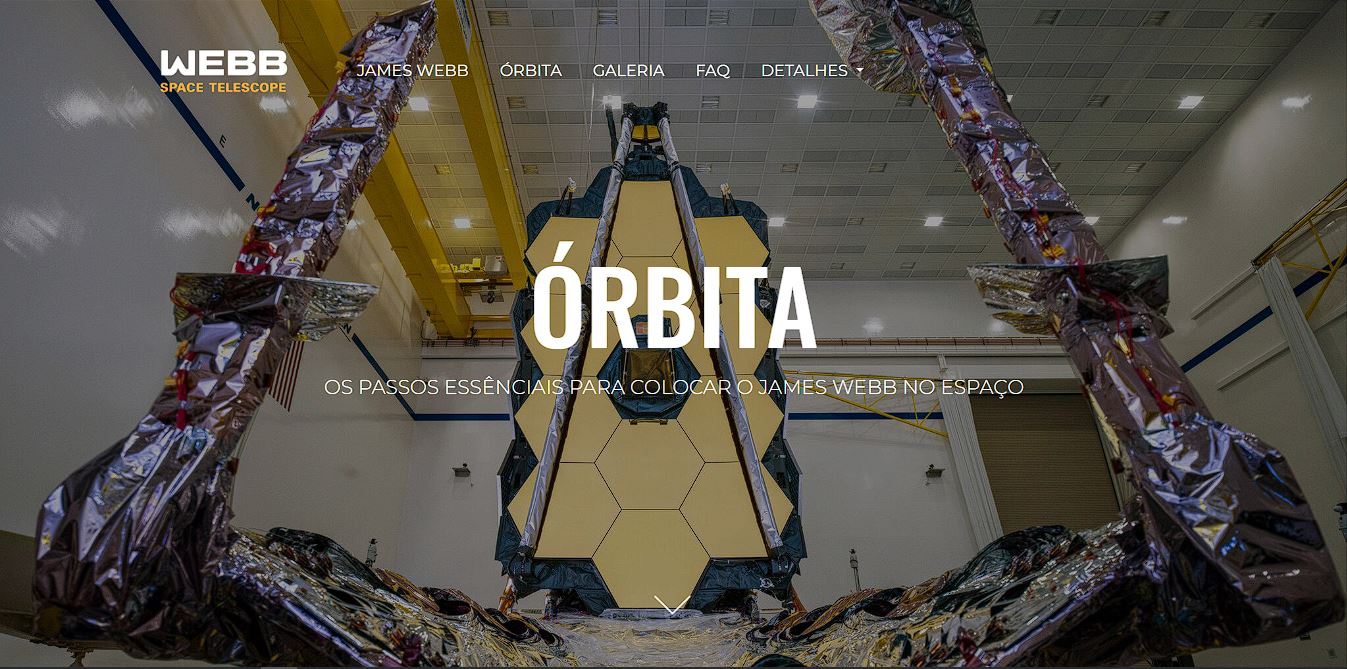 WEBB
SPACE TELESCOPE
JAMES WEBB
ÓRBITA
GALERIA
FAQ
DETALHES
ÓRBITA
OS PASSOS ESSÊNCIAIS PARA COLOCAR O JAMES WEBB NO ESPAÇO